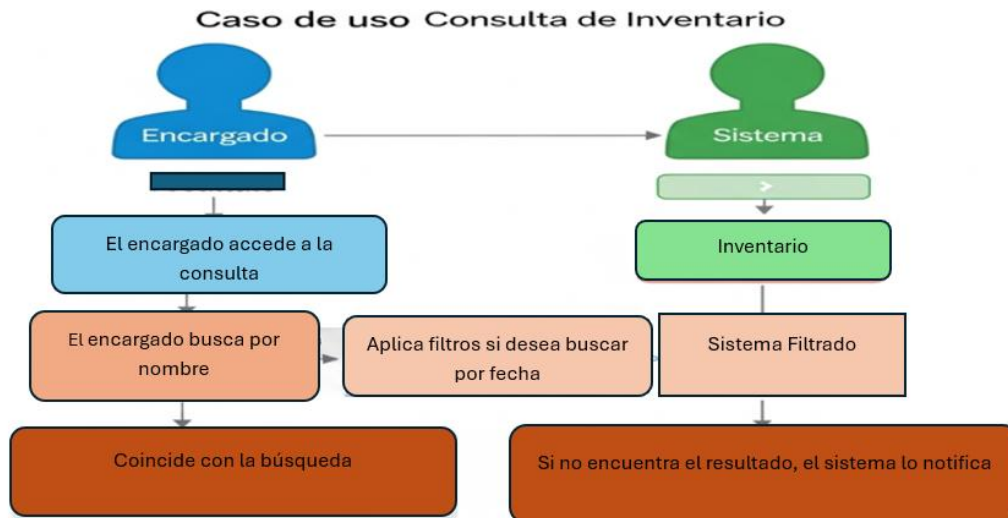 Caso de uso Consulta de Inventario
Encargado
Sistema
>
El encargado accede a la
consulta
Inventario
El encargado busca por
nombre
Aplica filtros si desea buscar
por fecha
Sistema Filtrado
Coincide con la búsqueda
Si no encuentra el resultado, el sistema lo notifica